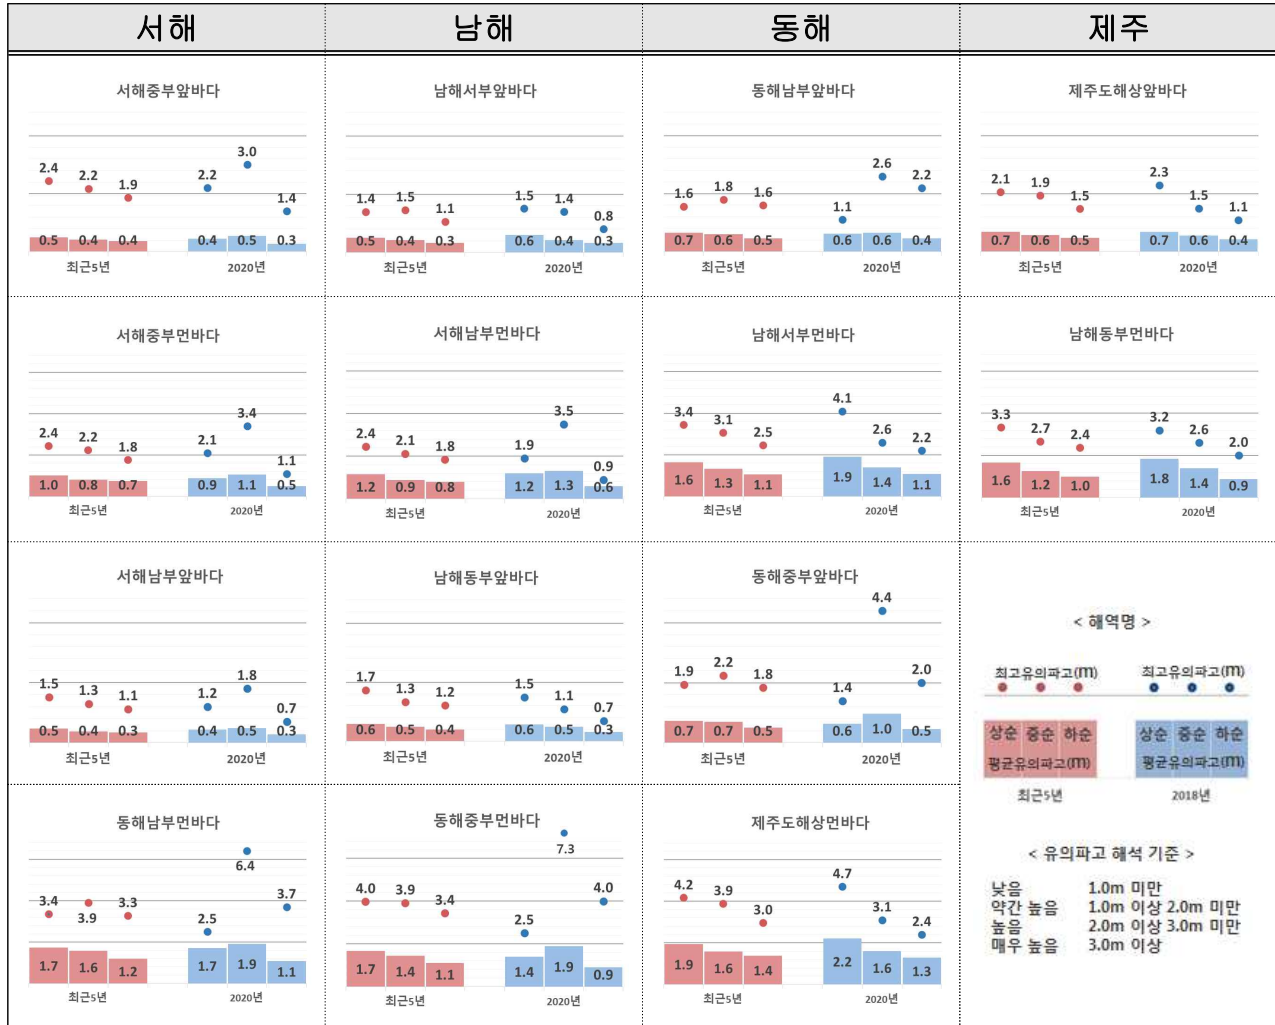 서해 남해 동해 제주
서해중부앞바다
2.4 2.2 1.9 2.2 3.0 1.4
0.5 0.4 0.4 0.4 0.5 0.3
최근5년 2020년
남해서부앞바다
1.4 1.5 1.1 1.5 1.4 0.8
0.5 0.4 0.3 0.6 0.4 0.3
최근5년 2020년
동해남부앞바다
1.6 1.8 1.6 1.1 2.6 2.2
0.7 0.6 0.5 0.6 0.6 0.4
최근5년 2020년
제주도해상앞바다
2.1 1.9 1.5 2.3 1.5 1.1
0.7 0.6 0.5 0.7 0.6 0.4
최근5년 2020년
서해중부먼바다
2.4 2.2 1.8 2.1 3.4 1.1
1.0 0.8 0.7 0.9 1.1 0.5
최근5년 2020년
서해남부먼바다
2.4 2.1 1.8 1.9 3.5 0.9
1.2 0.9 0.8 1.2 1.3 0.6
최근5년 2020년
남해서부먼바다
3.4 3.1 2.5 4.1 2.6 2.2
1.6 1.3 1.1 1.9 1.4 1.1
최근5년 2020년
남해동부먼바다
3.3 2.7 2.4 3.2 2.6 2.0
1.6 1.2 1.0 1.8 1.4 0.9
최근5년 2020년
서해남부앞바다
1.5 1.3 1.1 1.2 1.8 0.7
0.5 0.4 0.3 0.4 0.5 0.3
최근5년 2020년
남해동부앞바다
1.7 1.3 1.2 1.5 1.1 0.7
0.6 0.5 0.4 0.6 0.5 0.3
최근5년 2020년
동해중부앞바다
1.9 2.2 1.8 1.4 4.4 2.0
0.7 0.7 0.5 0.6 1.0 0.5
최근5년 2020년
< 해역명 >
최고유의파고(m) 최고유의파고(m)
상순 중순 하순 상순 중순 하순
평균유의파고(m) 평균유의파고(m)
최근5년 2018년
< 유의파고 해석 기준 >
낮음 1.0m 미만
약간 높음 1.0m 이상 2.0m 미만
높음 2.0m 이상 3.0m 미만
매우 높음 3.0m 이상
동해남부먼바다
3.4 3.9 3.3 2.5 6.4 3.7
1.7 1.6 1.2 1.7 1.9 1.1
최근5년 2020년
동해중부먼바다
4.0 3.9 3.4 2.5 7.3 4.0
1.7 1.4 1.1 1.4 1.9 0.9
최근5년 2020년
제주도해상먼바다
4.2 3.9 3.0 4.7 3.1 2.4
1.9 1.6 1.4 2.2 1.6 1.3
최근5년 2020년